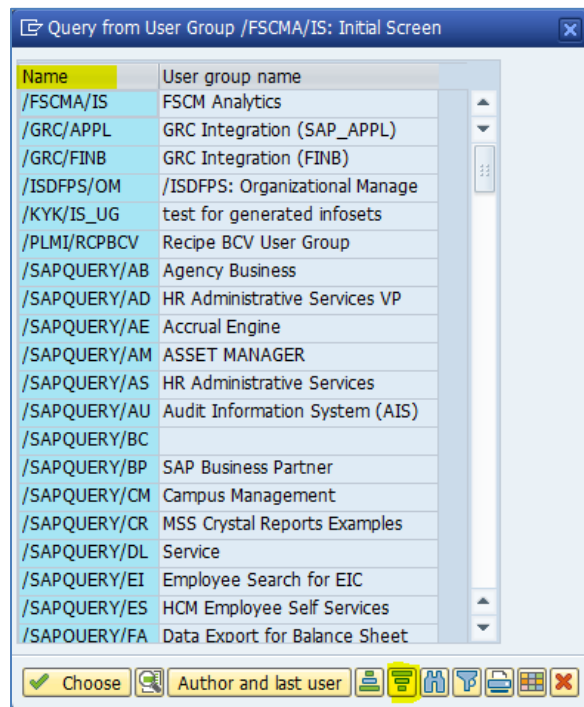 Query from User Group /FSCMA/IS: Initial Screen
Name User group name
/FSCMA/IS FSCM Analytics
/GRC/APPL GRC Integration (SAP_APPL)
/GRC/FINB GRC Integration (FINB)
/ISDFPS/OM /ISDFPS: Organizational Manage
/KYK/IS_UG test for generated infosets
/PLMI/RCPBCV Recipe BCV User Group
/SAPQUERY/AB Agency Business
/SAPQUERY/AD HR Administrative Services VP
/SAPQUERY/AE Accrual Engine
/SAPQUERY/AM ASSET MANAGER
/SAPQUERY/AS HR Administrative Services
/SAPQUERY/AU Audit Information System (AIS)
/SAPQUERY/BC
/SAPQUERY/BP SAP Business Partner
/SAPQUERY/CM Campus Management
/SAPQUERY/CR MSS Crystal Reports Examples
/SAPQUERY/DL Service
/SAPQUERY/EI Employee Search for EIC
/SAPQUERY/ES HCM Employee Self Services
/SAPQUERY/FA Data Export for Balance Sheet
Choose Author and last user